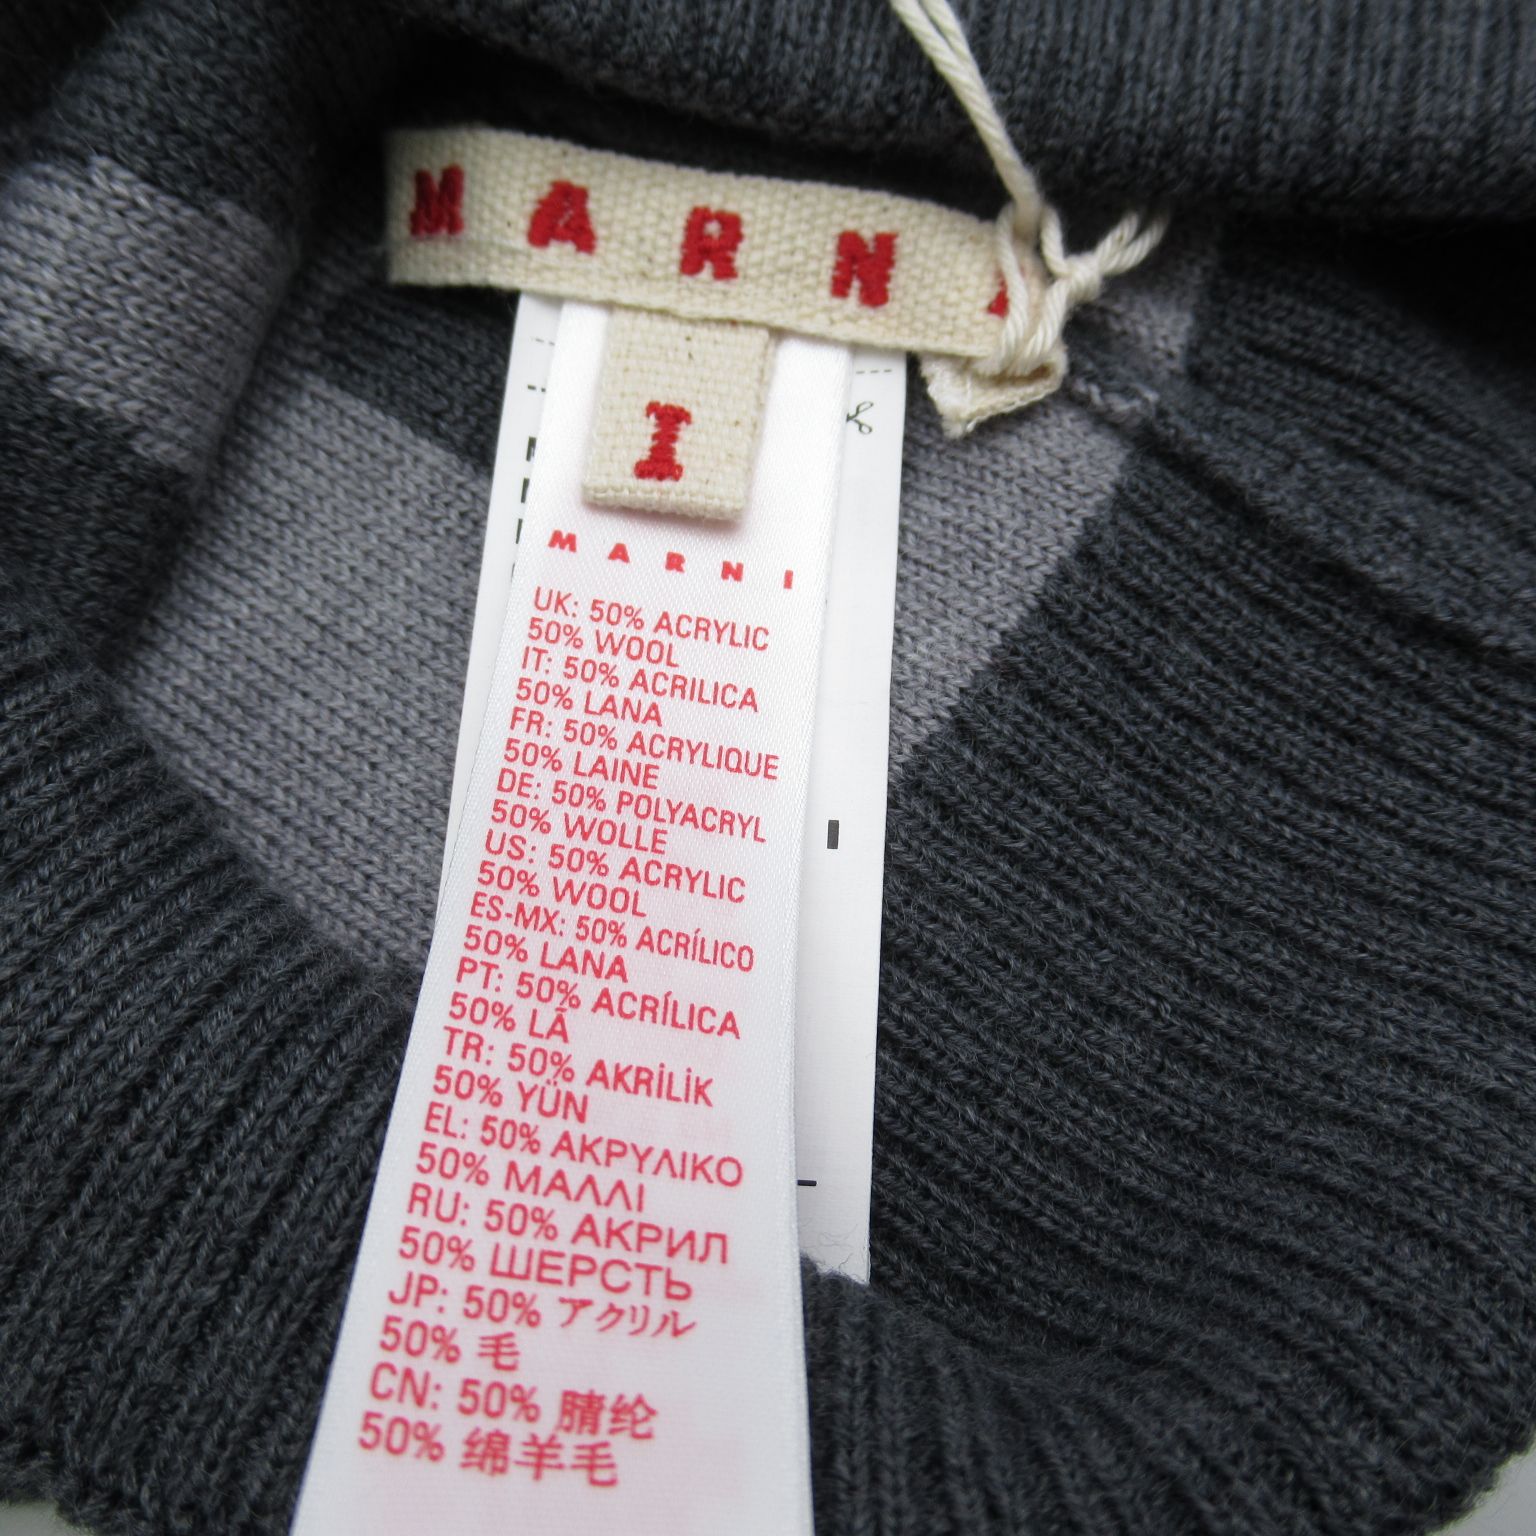 MARNI
I
MARNI
UK: 50% ACRYLIC
50% WOOL
IT: 50% ACRILICA
50% LANA
FR: 50% ACRYLIQUE
50% LAINE
DE: 50% POLYACRYL
50% WOLLE
US: 50% ACRYLIC
50% WOOL
ES-MX: 50% ACRÍLICO
50% LANA
PT: 50% ACRÍLICA
50% LÃ
TR: 50% AKRİLİK
50% YÜN
EL: 50% ΑΚΡΥΛΙΚΟ
50% ΜΑΛΛΙ
RU: 50% АКРИЛ
50% ШЕРСТЬ
JP: 50% アクリル
50% 毛
CN: 50% 腈纶
50% 绵羊毛